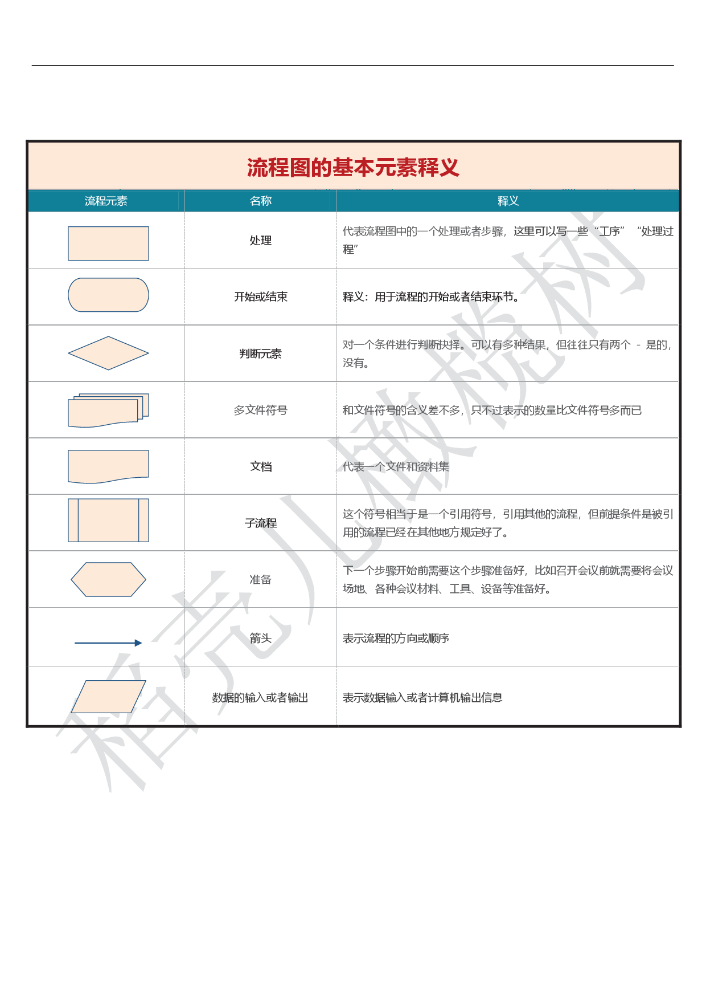 流程图的基本元素释义
流程元素 名称 释义
处理 代表流程图中的一个处理或者步骤，这里可以写一些“工序”“处理过
程”
开始或结束 释义：用于流程的开始或者结束环节。
判断元素 对一个条件进行判断抉择。可以有多种结果，但往往只有两个 - 是的，
没有。
多文件符号 和文件符号的含义差不多，只不过表示的数量比文件符号多而已
文档 代表一个文件和资料集
子流程 这个符号相当于是一个引用符号，引用其他的流程，但前提条件是被引
用的流程已经在其他地方规定好了。
准备 下一个步骤开始前需要这个步骤准备好，比如召开会议前就需要将会议
场地、各种会议材料、工具、设备等准备好。
箭头 表示流程的方向或顺序
数据的输入或者输出 表示数据输入或者计算机输出信息
稻壳儿橄榄树